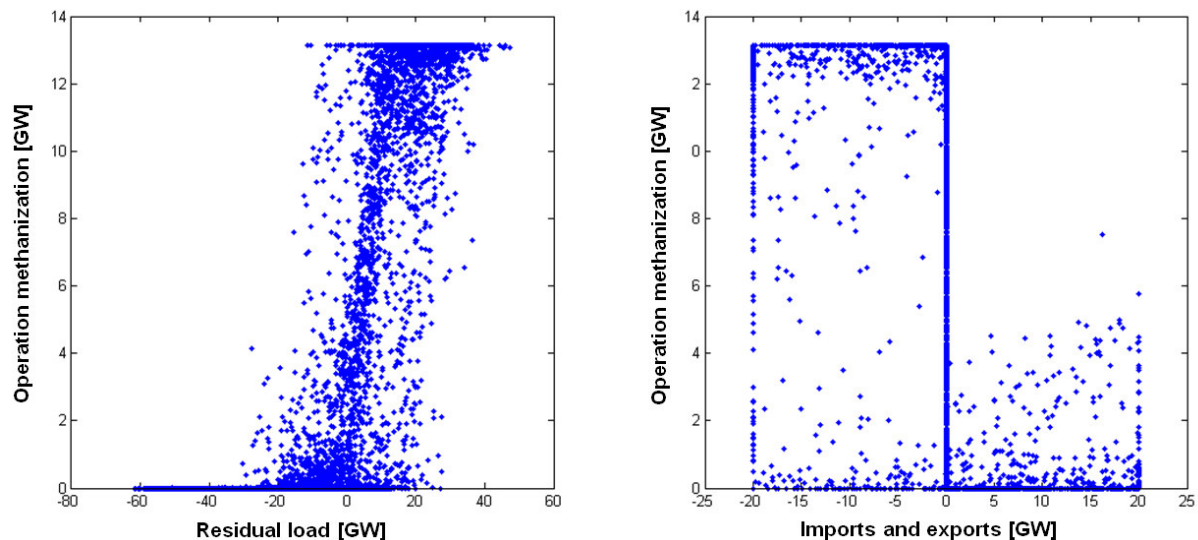 14
12
10
8
6
4
2
0
Operation methanization [GW]
-80 -60 -40 -20 0 20 40 60
Residual load [GW]
14
2
0
8
6
4
2
0
Operation methanization [GW]
-25 -20 -15 -10 -5 0 5 10 15 20 25
Imports and exports [GW]